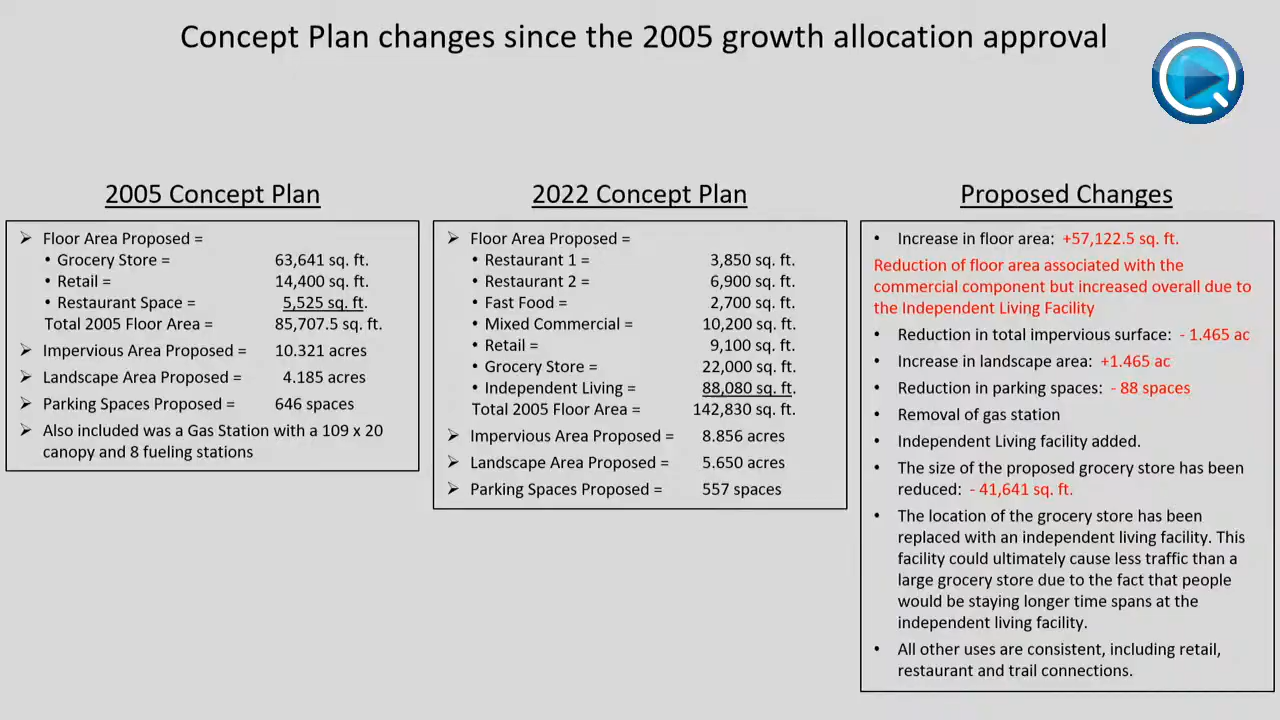 Concept Plan changes since the 2005 growth allocation approval
2005 Concept Plan
➢ Floor Area Proposed =
• Grocery Store = 63,641 sq. ft.
• Retail = 14,400 sq. ft.
• Restaurant Space = 5,525 sq. ft.
Total 2005 Floor Area = 85,707.5 sq. ft.
➢ Impervious Area Proposed = 10.321 acres
➢ Landscape Area Proposed = 4.185 acres
➢ Parking Spaces Proposed = 646 spaces
➢ Also included was a Gas Station with a 109 x 20
canopy and 8 fueling stations
2022 Concept Plan
➢ Floor Area Proposed =
• Restaurant 1 = 3,850 sq. ft.
• Restaurant 2 = 6,900 sq. ft.
• Fast Food = 2,700 sq. ft.
• Mixed Commercial = 10,200 sq. ft.
• Retail = 9,100 sq. ft.
• Grocery Store = 22,000 sq. ft.
• Independent Living = 88,080 sq. ft.
Total 2005 Floor Area = 142,830 sq. ft.
➢ Impervious Area Proposed = 8.856 acres
➢ Landscape Area Proposed = 5.650 acres
➢ Parking Spaces Proposed = 557 spaces
Proposed Changes
• Increase in floor area: +57,122.5 sq. ft.
Reduction of floor area associated with the
commercial component but increased overall due to
the Independent Living Facility
• Reduction in total impervious surface: - 1.465 ac
• Increase in landscape area: +1.465 ac
• Reduction in parking spaces: - 88 spaces
• Removal of gas station
• Independent Living facility added.
• The size of the proposed grocery store has been
reduced: - 41,641 sq. ft.
• The location of the grocery store has been
replaced with an independent living facility. This
facility could ultimately cause less traffic than a
large grocery store due to the fact that people
would be staying longer time spans at the
independent living facility.
• All other uses are consistent, including retail,
restaurant and trail connections.